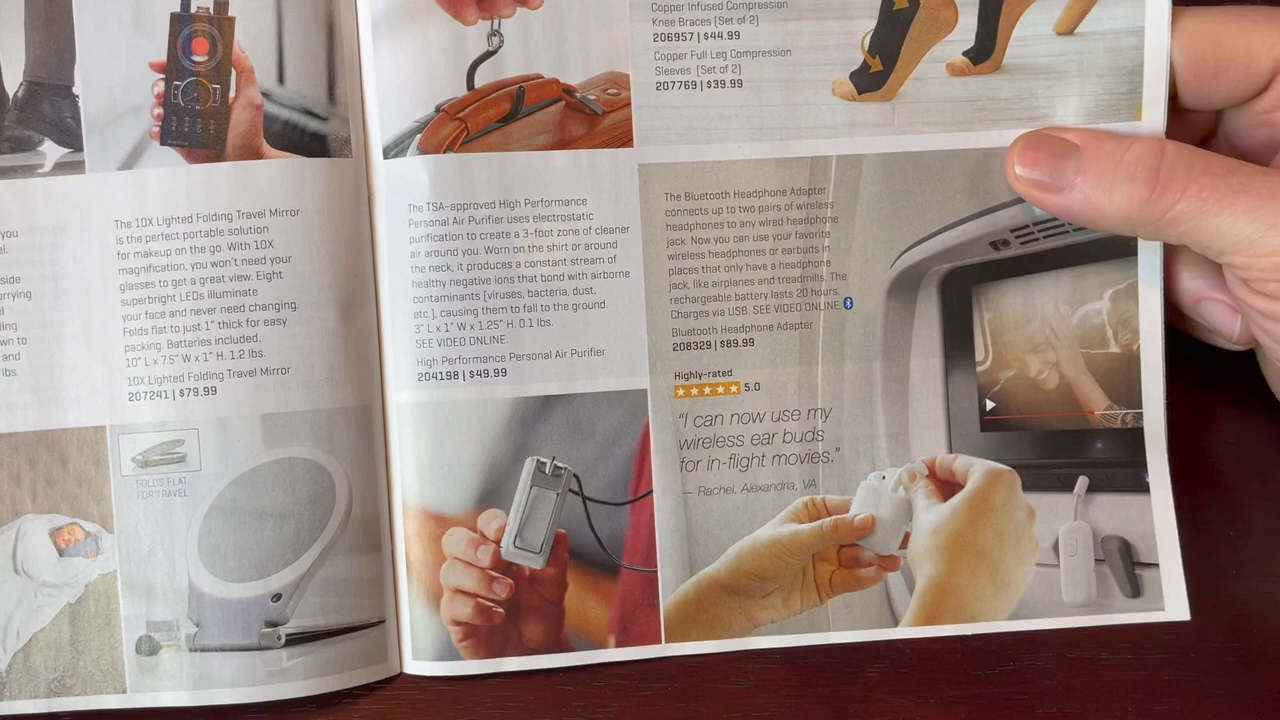 you
el.
side
arrying
el
ling
wn to
and
lbs.
The 10X Lighted Folding Travel Mirror
is the perfect portable solution
for makeup on the go. With 10X
magnification, you won't need your
glasses to get a great view. Eight
superbright LEDs illuminate
your face and never need changing.
Folds flat to just 1" thick for easy
packing. Batteries included.
10" L x 7.5" W x 1" H. 1.2 lbs.
10X Lighted Folding Travel Mirror
207241 | $79.99
FOLDS FLAT
FOR TRAVEL
The TSA-approved High Performance
Personal Air Purifier uses electrostatic
purification to create a 3-foot zone of cleaner
air around you. Worn on the shirt or around
the neck, it produces a constant stream of
healthy negative ions that bond with airborne
contaminants (viruses, bacteria, dust,
etc.), causing them to fall to the ground.
3" L x 1" W x 1.25" H. 0.1 lbs.
SEE VIDEO ONLINE.
High Performance Personal Air Purifier
204198 | $49.99
Copper Infused Compression
Knee Braces (Set of 2)
206957 | $44.99
Copper Full Leg Compression
Sleeves (Set of 2)
207769 | $39.99
The Bluetooth Headphone Adapter
connects up to two pairs of wireless
headphones to any wired headphone
jack. Now you can use your favorite
wireless headphones or earbuds in
places that only have a headphone
jack, like airplanes and treadmills. The
rechargeable battery lasts 20 hours.
Charges via USB. SEE VIDEO ONLINE.
Bluetooth Headphone Adapter
208329 | $89.99
Highly-rated
5.0
"I can now use my
wireless ear buds
for in-flight movies."
— Rachel, Alexandria, VA